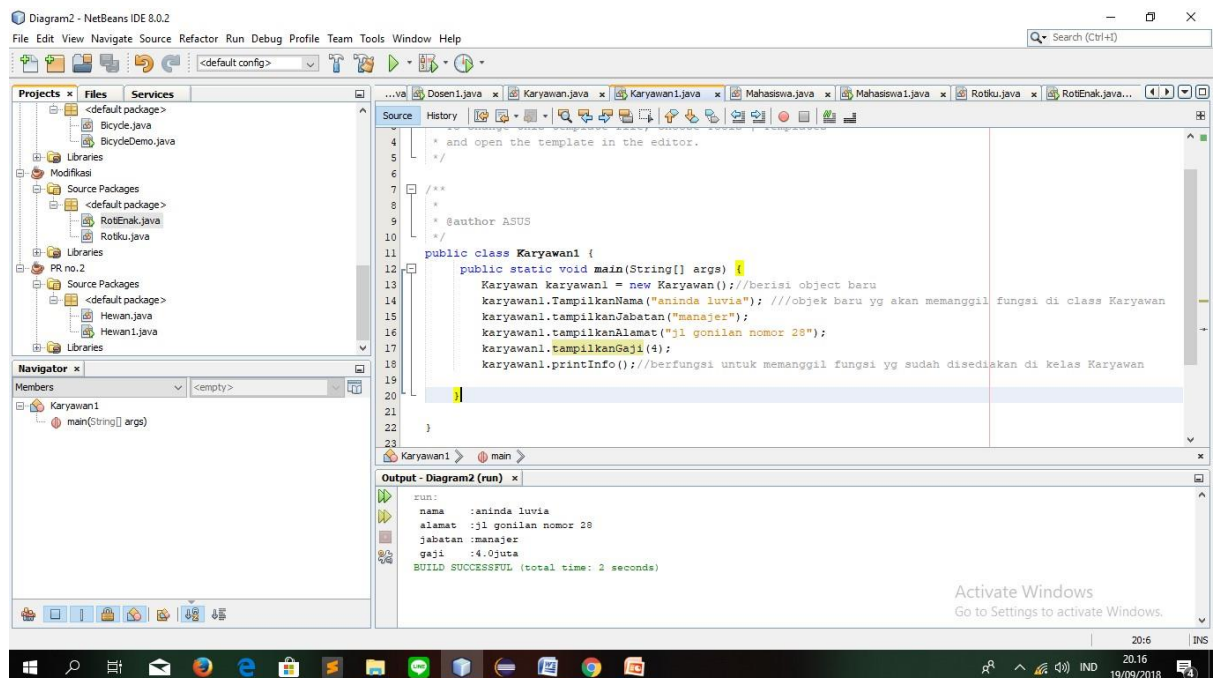 Diagram2 - NetBeans IDE 8.0.2
File Edit View Navigate Source Refactor Run Debug Profile Team Tools Window Help
Search (Ctrl+I)
<default config>
Projects Files Services
<default package>
Bicycle.java
BicycleDemo.java
Libraries
Modifikasi
Source Packages
<default package>
RotiEnak.java
Rotiku.java
Libraries
PR no.2
Source Packages
<default package>
Hewan.java
Hewan1.java
Libraries
Navigator
Members <empty>
Karyawan1
main(String[] args)
...va Dosen1.java Karyawan.java Karyawan1.java Mahasiswa.java Mahasiswa1.java Rotiku.java RotiEnak.java...
Source History
4 * and open the template in the editor.
5 */
6
7 /**
8 *
9 * @author ASUS
10 */
11 public class Karyawan1 {
12 public static void main(String[] args) {
13 Karyawan karyawan1 = new Karyawan();//berisi object baru
14 karyawan1.TampilkanNama("aninda luvia"); ///objek baru yg akan memanggil fungsi di class Karyawan
15 karyawan1.tampilkanJabatan("manajer");
16 karyawan1.tampilkanAlamat("jl gonilan nomor 28");
17 karyawan1.tampilkanGaji(4);
18 karyawan1.printInfo();//berfungsi untuk memanggil fungsi yg sudah disediakan di kelas Karyawan
19
20 }
21
22 }
23
Karyawan1 main
Output - Diagram2 (run)
run:
nama :aninda luvia
alamat :jl gonilan nomor 28
jabatan :manajer
gaji :4.0juta
BUILD SUCCESSFUL (total time: 2 seconds)
Activate Windows
Go to Settings to activate Windows.
20:6 INS
IND
20.16
19/09/2018
4